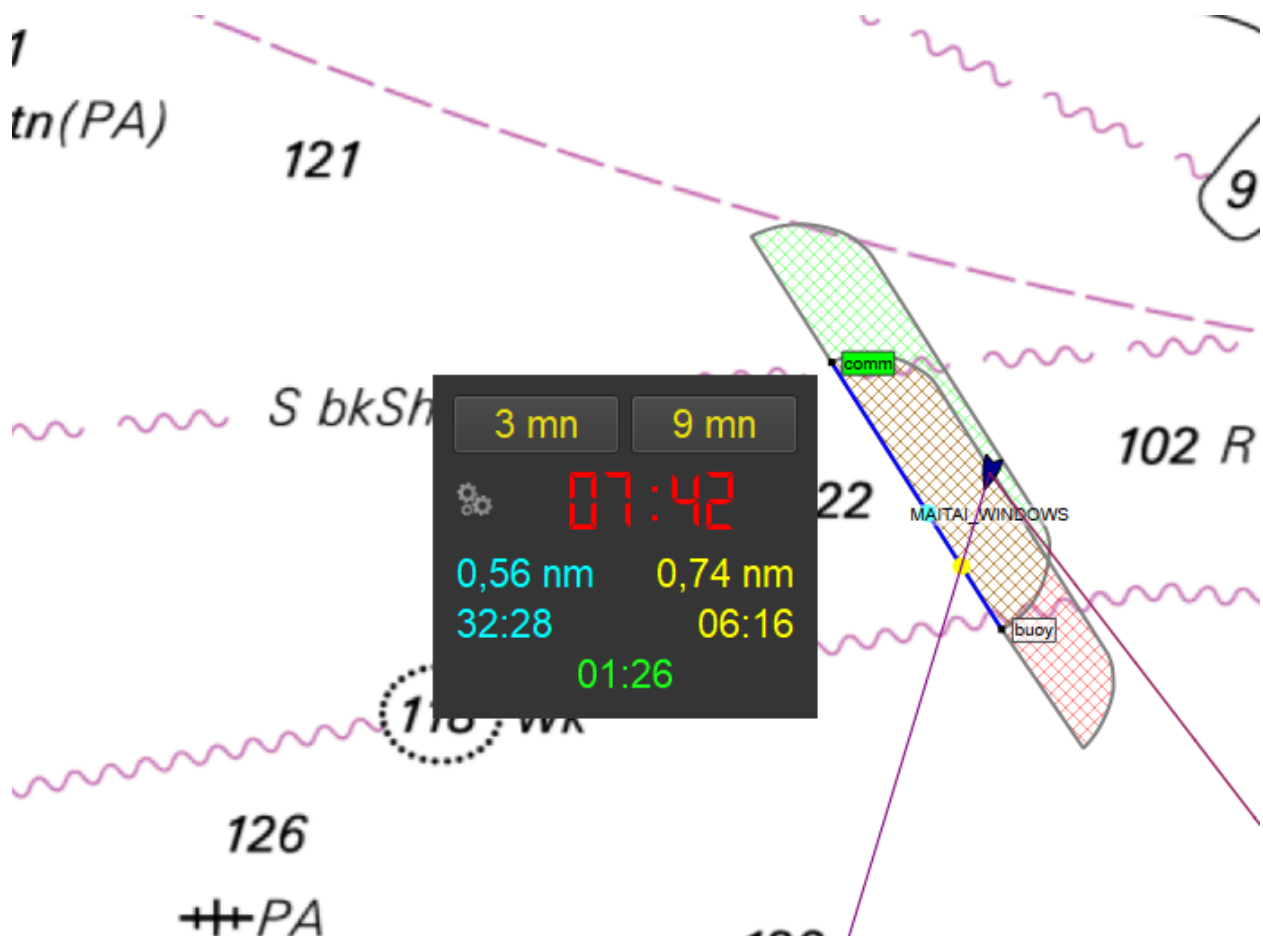 1
tn(PA)
121
9
comm
S bkSh
3 mn
9 mn
102 R
07:42
22
MAITAI_WINDOWS
0,56 nm
0,74 nm
32:28
06:16
buoy
01:26
118
Wk
126
PA